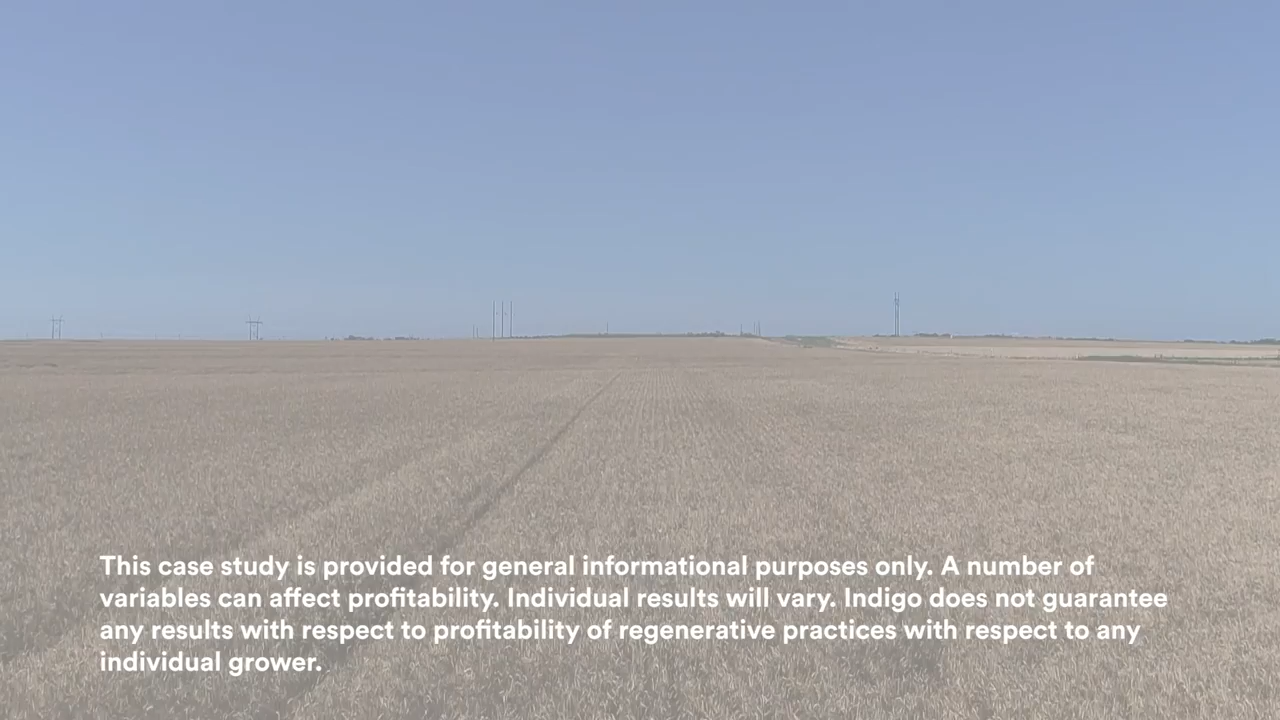 This case study is provided for general informational purposes only. A number of
variables can affect profitability. Individual results will vary. Indigo does not guarantee
any results with respect to profitability of regenerative practices with respect to any
individual grower.